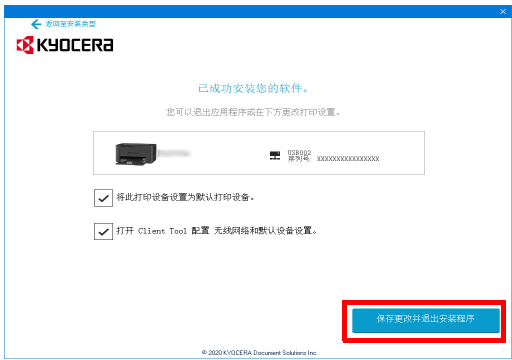 返回至安装类型
KYOCERA
已成功安装您的软件。
您可以退出应用程序或在下方更改打印设置。
USB002
序列号: XXXXXXXXXXXXXXX
将此打印设备设置为默认打印设备。
打开 Client Tool 配置 无线网络和默认设备设置。
保存更改并退出安装程序
© 2020 KYOCERA Document Solutions Inc.